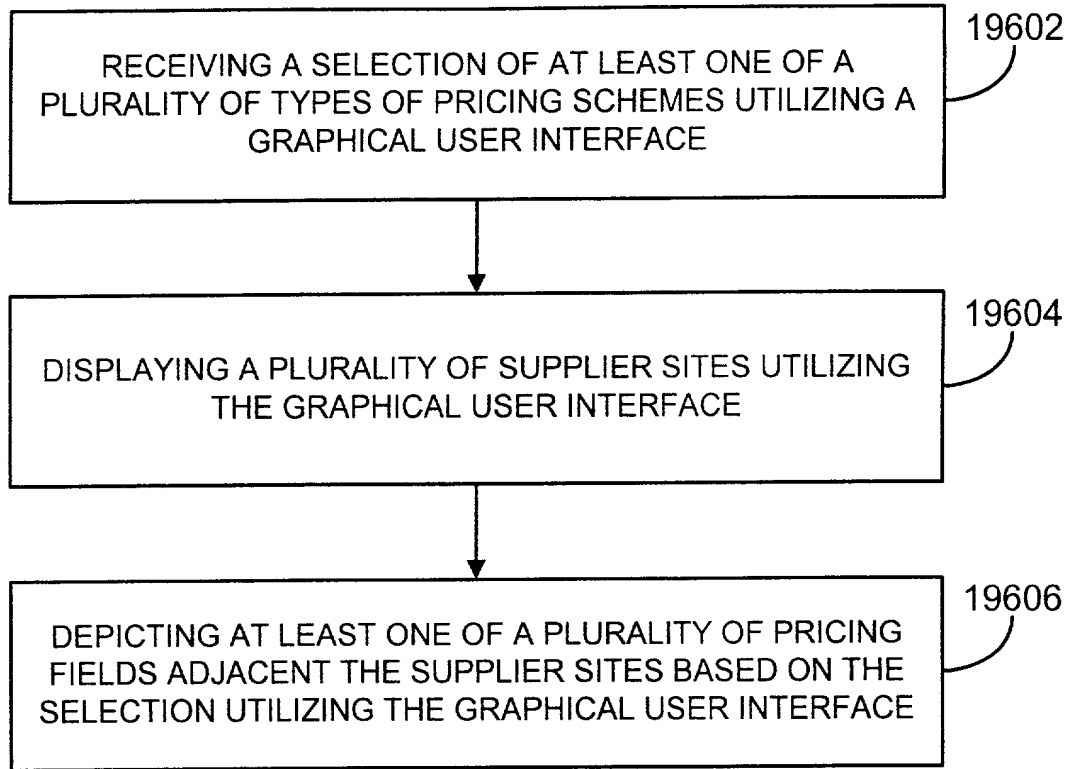 19602
RECEIVING A SELECTION OF AT LEAST ONE OF A
PLURALITY OF TYPES OF PRICING SCHEMES UTILIZING A
GRAPHICAL USER INTERFACE
19604
DISPLAYING A PLURALITY OF SUPPLIER SITES UTILIZING
THE GRAPHICAL USER INTERFACE
19606
DEPICTING AT LEAST ONE OF A PLURALITY OF PRICING
FIELDS ADJACENT THE SUPPLIER SITES BASED ON THE
SELECTION UTILIZING THE GRAPHICAL USER INTERFACE